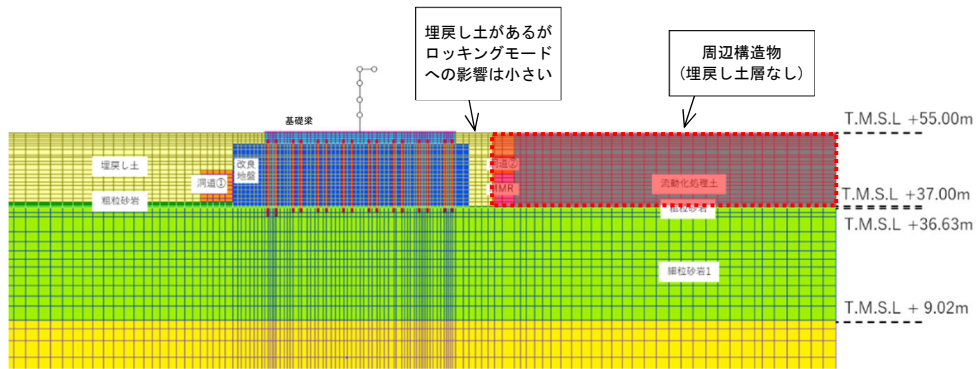 埋戻し土があるが
ロッキングモード
への影響は小さい
周辺構造物
(埋戻し土層なし)
基礎梁
T.M.S.L +55.00m
埋戻し土
改良
地盤
洞道①
洞道②
MMR
流動化処理土
粗粒砂岩
粗粒砂岩
T.M.S.L +37.00m
T.M.S.L +36.63m
細粒砂岩1
T.M.S.L + 9.02m